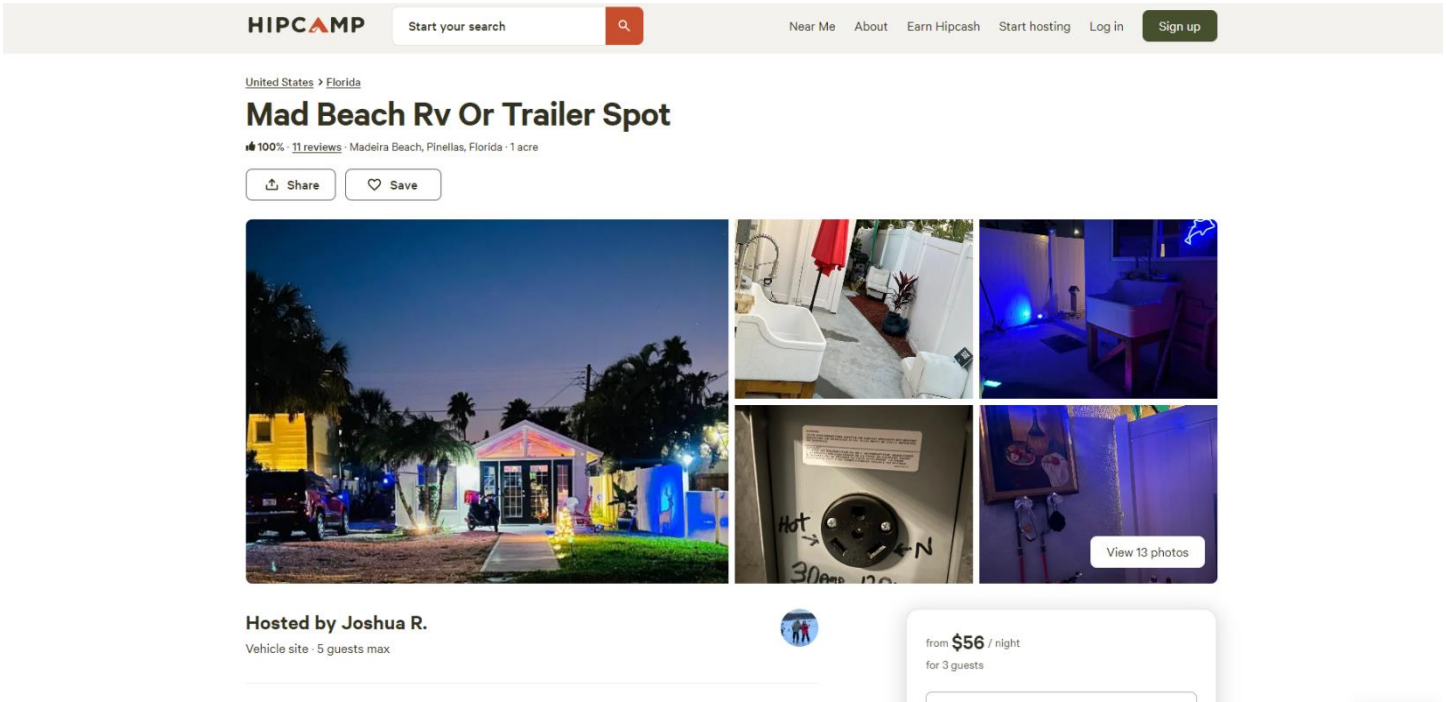 HIPCAMP
Start your search
Near Me About Earn Hipcash Start hosting Log in Sign up
United States > Florida
Mad Beach Rv Or Trailer Spot
100% · 11 reviews · Madeira Beach, Pinellas, Florida · 1 acre
Share Save
Hot
N
30Amp
View 13 photos
Hosted by Joshua R.
Vehicle site · 5 guests max
from $56 / night
for 3 guests